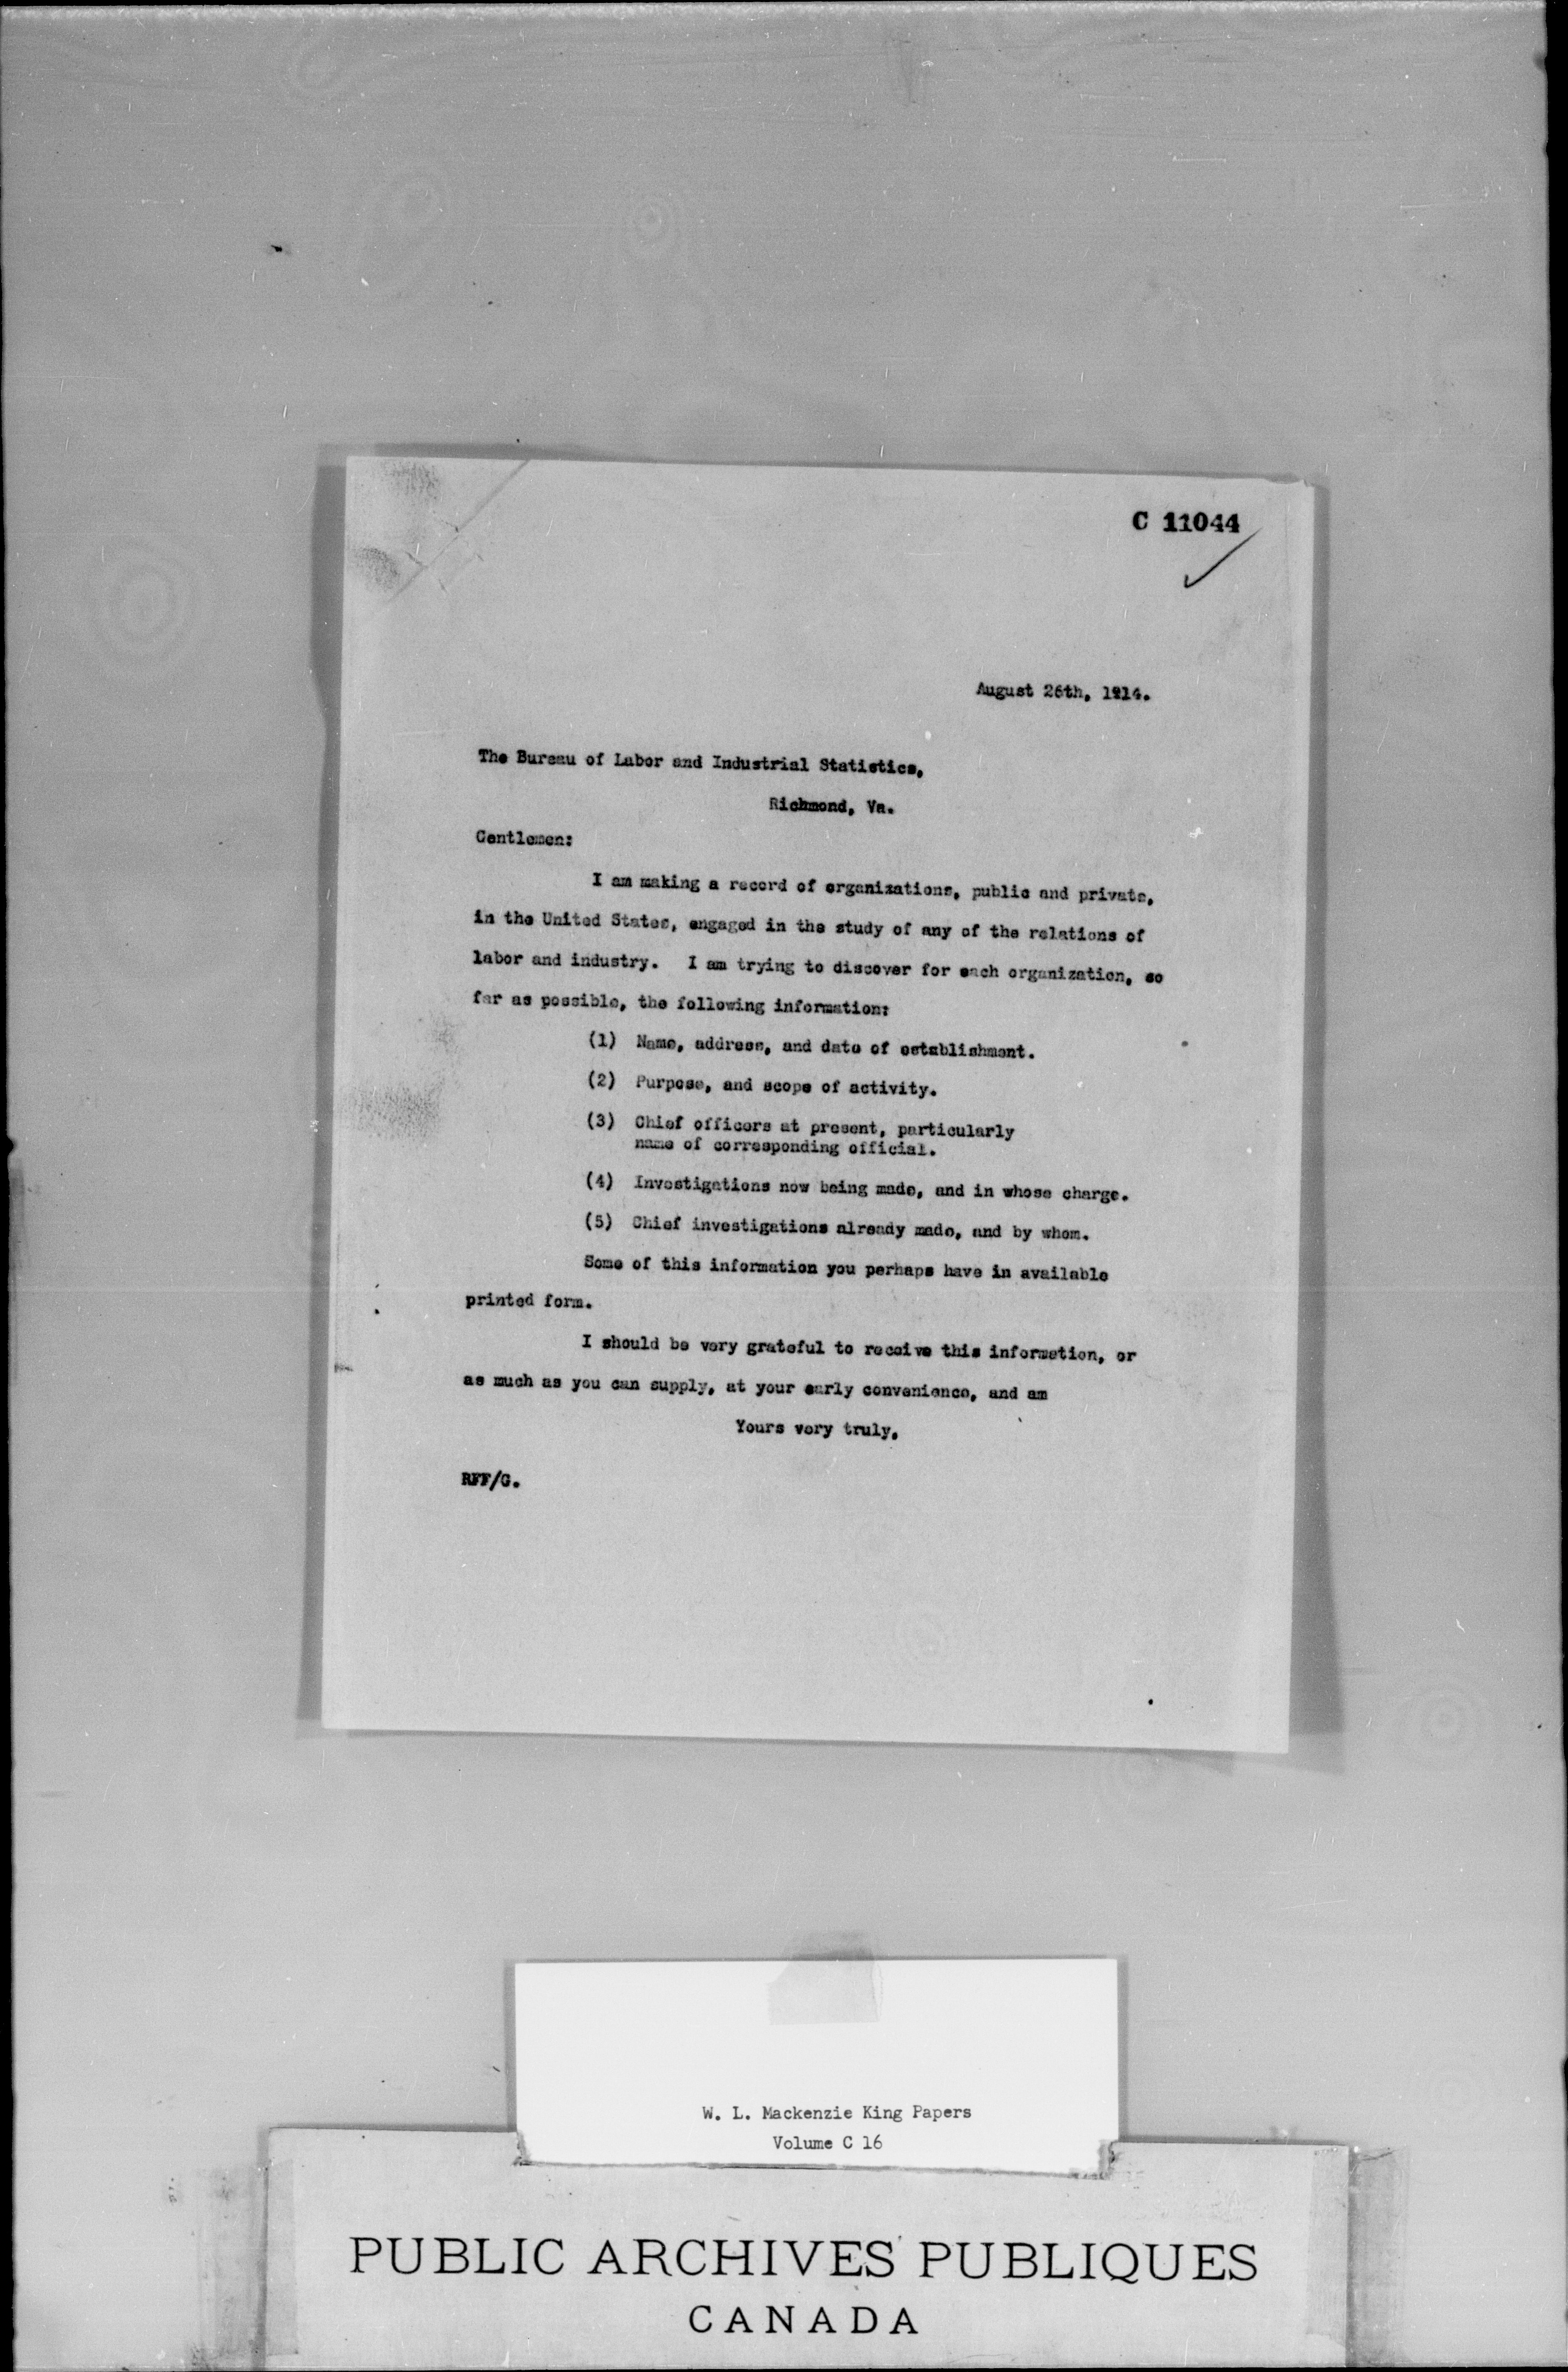 C 11044
August 26th, 1914.
The Bureau of Labor and Industrial Statistics,
Richmond, Va.
Gentlemen:
I am making a record of organizations, public and private,
in the United States, engaged in the study of any of the relations of
labor and industry. I am trying to discover for each organization, so
far as possible, the following information:
(1) Name, address, and date of establishment.
(2) Purpose, and scope of activity.
(3) Chief officers at present, particularly
name of corresponding official.
(4) Investigations now being made, and in whose charge.
(5) Chief investigations already made, and by whom.
Some of this information you perhaps have in available
printed form.
I should be very grateful to receive this information, or
as much as you can supply, at your early convenience, and am
Yours very truly,
RFF/G.
W. L. Mackenzie King Papers
Volume C 16
PUBLIC ARCHIVES PUBLIQUES
CANADA